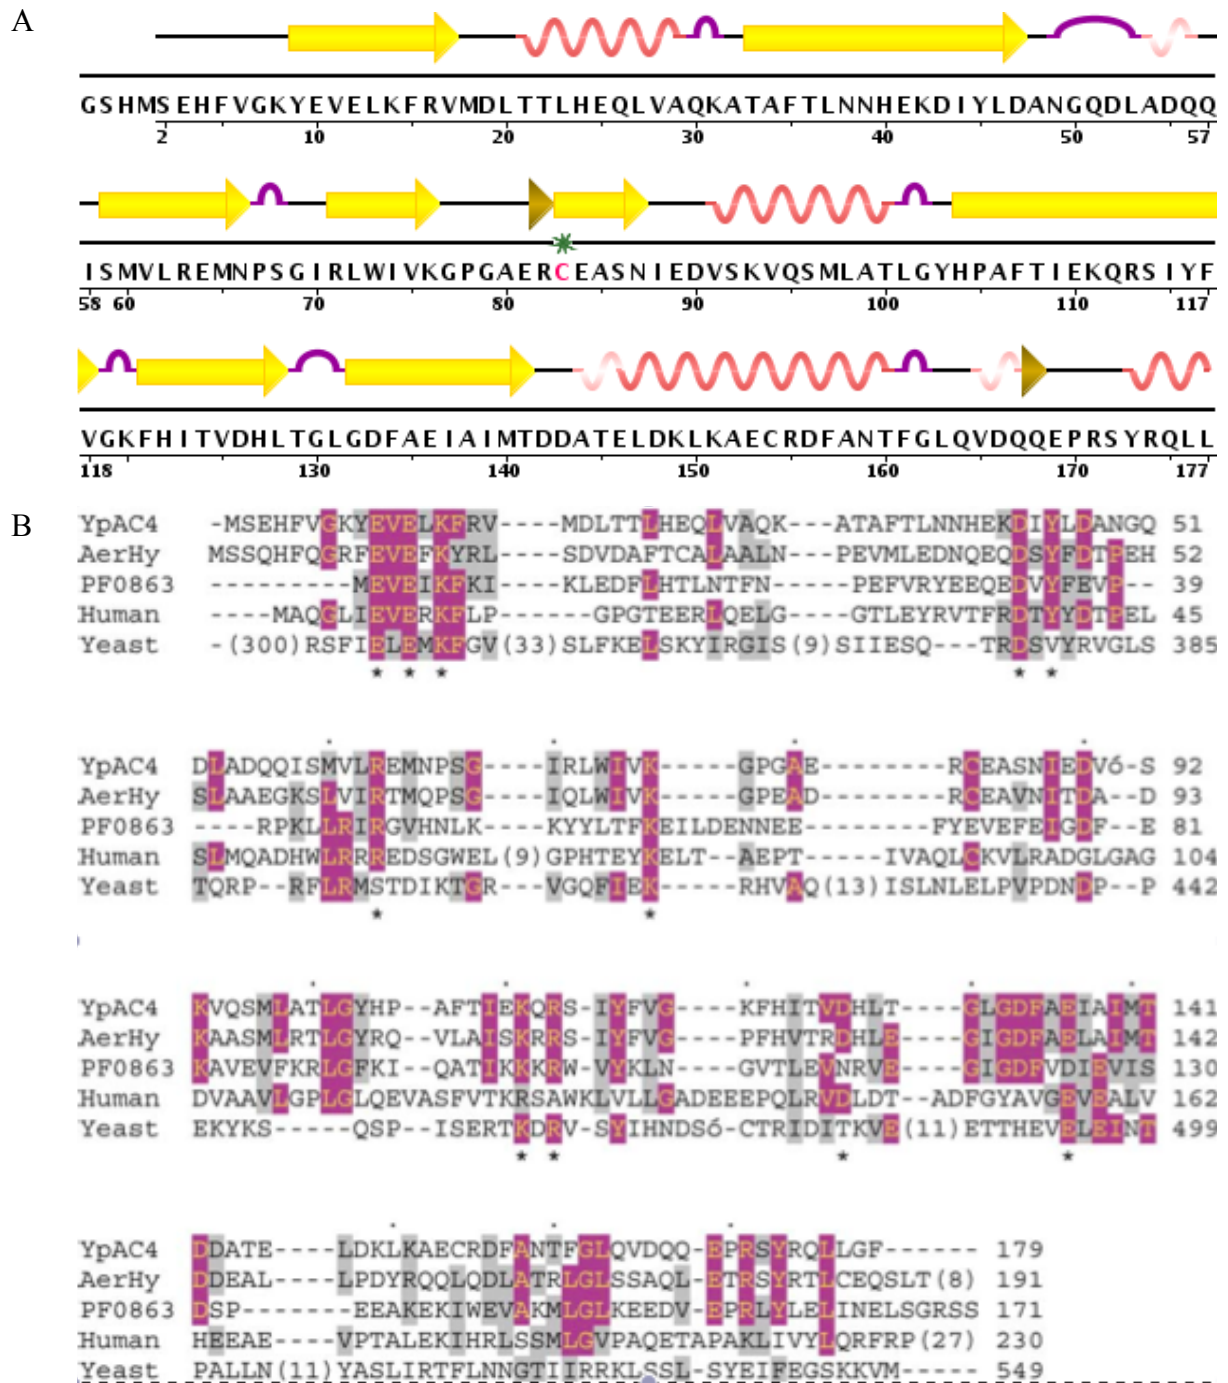 A
GSHMSEHFVGKYEVELKFRVMDLTTLHEQLVAQKATAFTLNNHEKDIYLDANGQDLADQQ
2 10 20 30 40 50 57
ISMVLREMNPSGIRLWIVKGPGAERCEASNIEDVSKVQSMLATLGYHPAFTIEKQRSIYF
58 60 70 80 90 100 110 117
VGKFHITVDHLTGLGDFAEIAIMTDDATELDKLKAECRDFANTFGLQVDQQEPRSYRQLL
118 130 140 150 160 170 177
B
YpAC4 -MSEHFVGKYEVELKFRV----MDLTTLHEQLVAQK---ATAFTLNNHEKDIYLDANGQ 51
AerHy MSSQHFQGRFEVEFKYRL----SDVDAFTCALAALN---PEVMLEDNQEQDSYFDTPEH 52
PF0863 ---------MEVEIKFKI----KLEDFLHTLNTFN----PEFVRYEEQEDVYFEVP-- 39
Human ----MAQGLIEVERKFLP-----GPGTEERLQELG----GTLEYRVTFRDTYYDTPEL 45
Yeast -(300)RSFIELEMKFGV(33)SLFKELSKYIRGIS(9)SIIESQ---TRDSVYRVGLS 385
* * * * *
. . . .
YpAC4 DLADQQISMVLREMNPSG----IRLWIVK-----GPGAE--------RCEASNIEDV6-S 92
AerHy SLAAEGKSLVIRTMQPSG----IQLWIVK-----GPEAD--------RCEAVNITDA--D 93
PF0863 ----RPKLLRIRGVHNLK----KYYLTFKEILDENNEE--------FYEVEFEIGDF--E 81
Human SLMQADHWLRRREDSGWEL(9)GPHTEYKELT--AEPT------IVAQLCKVLRADGLGAG 104
Yeast TQRP--RFLRMSTDIKTGR---VGQFIEK-----RHVAQ(13)ISLNLELPVPDNDP--P 442
* *
. . . . .
YpAC4 KVQSMLATLGYHP--AFTIEKQRS-IYFVG----KFHITVDHLT----GLGDFAEIAIMT 141
AerHy KAASMLRTLGYRQ--VLAISKRRS-IYFVG----PFHVTRDHLE----GIGDFAELAIMT 142
PF0863 KAVEVFKRLGFKI--QATIKKKRW-VYKLN----GVTLEVNRVE----GIGDFVDIEVIS 130
Human DVAAVLGPLGLQEVASFVTKRSAWKLVLLGADEEEPQLRVDLDT--ADFGYAVGEVEALV 162
Yeast EKYKS-----QSP--ISERTKDRV-SYIHNDS6-CTRIDITKVE(11)ETTHEVELEINT 499
* * * *
. . .
YpAC4 DDATE----LDKLKAECRDFANTFGLQVDQQ-EPRSYRQLLGF------ 179
AerHy DDEAL----LPDYRQQLQDLATRLGLSSAQL-ETRSYRTLCEQSLT(8) 191
PF0863 DSP-------EEAKEKIWEVAKMLGLKEEDV-EPRLYLELINELSGRSS 171
Human HEEAE----VPTALEKIHRLSSMLGVPAQETAPAKLIVYLQRFRP(27) 230
Yeast PALLN(11)YASLIRTFLNNGTIIRRKLSSL-SYEIFEGSKKVM----- 549